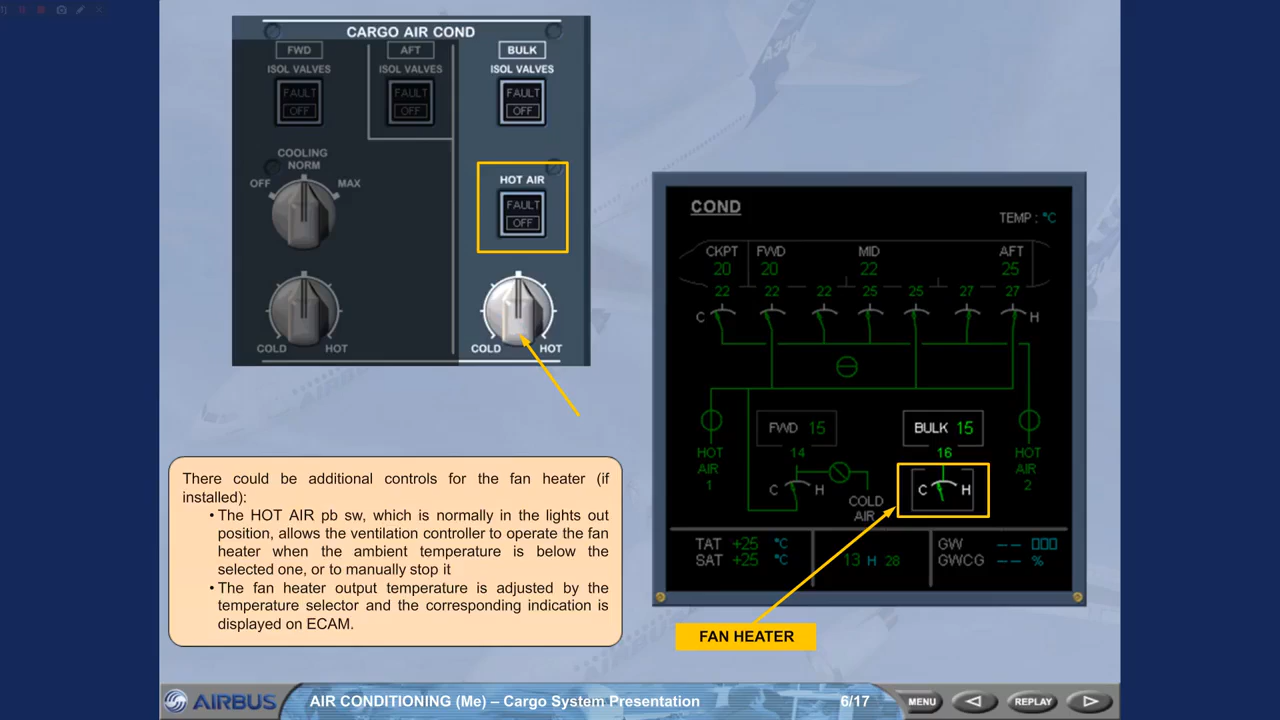 CARGO AIR COND
FWD
AFT
BULK
ISOL VALVES
ISOL VALVES
ISOL VALVES
FAULT
OFF
FAULT
OFF
FAULT
OFF
COOLING
NORM
OFF
MAX
HOT AIR
FAULT
OFF
COLD
HOT
COLD
HOT
COND
TEMP : °C
CKPT
FWD
MID
AFT
20
20
22
25
22
22
22
25
25
27
27
C
H
FWD 15
BULK 15
14
16
HOT
AIR
1
HOT
AIR
2
C
H
COLD
AIR
C
H
TAT +25 °C
SAT +25 °C
13 H 28
GW -- 
GWCG -- %
FAN HEATER
There could be additional controls for the fan heater (if
installed):
• The HOT AIR pb sw, which is normally in the lights out
position, allows the ventilation controller to operate the fan
heater when the ambient temperature is below the
selected one, or to manually stop it
• The fan heater output temperature is adjusted by the
temperature selector and the corresponding indication is
displayed on ECAM.
AIRBUS
AIR CONDITIONING (Me) – Cargo System Presentation
6/17
MENU
REPLAY